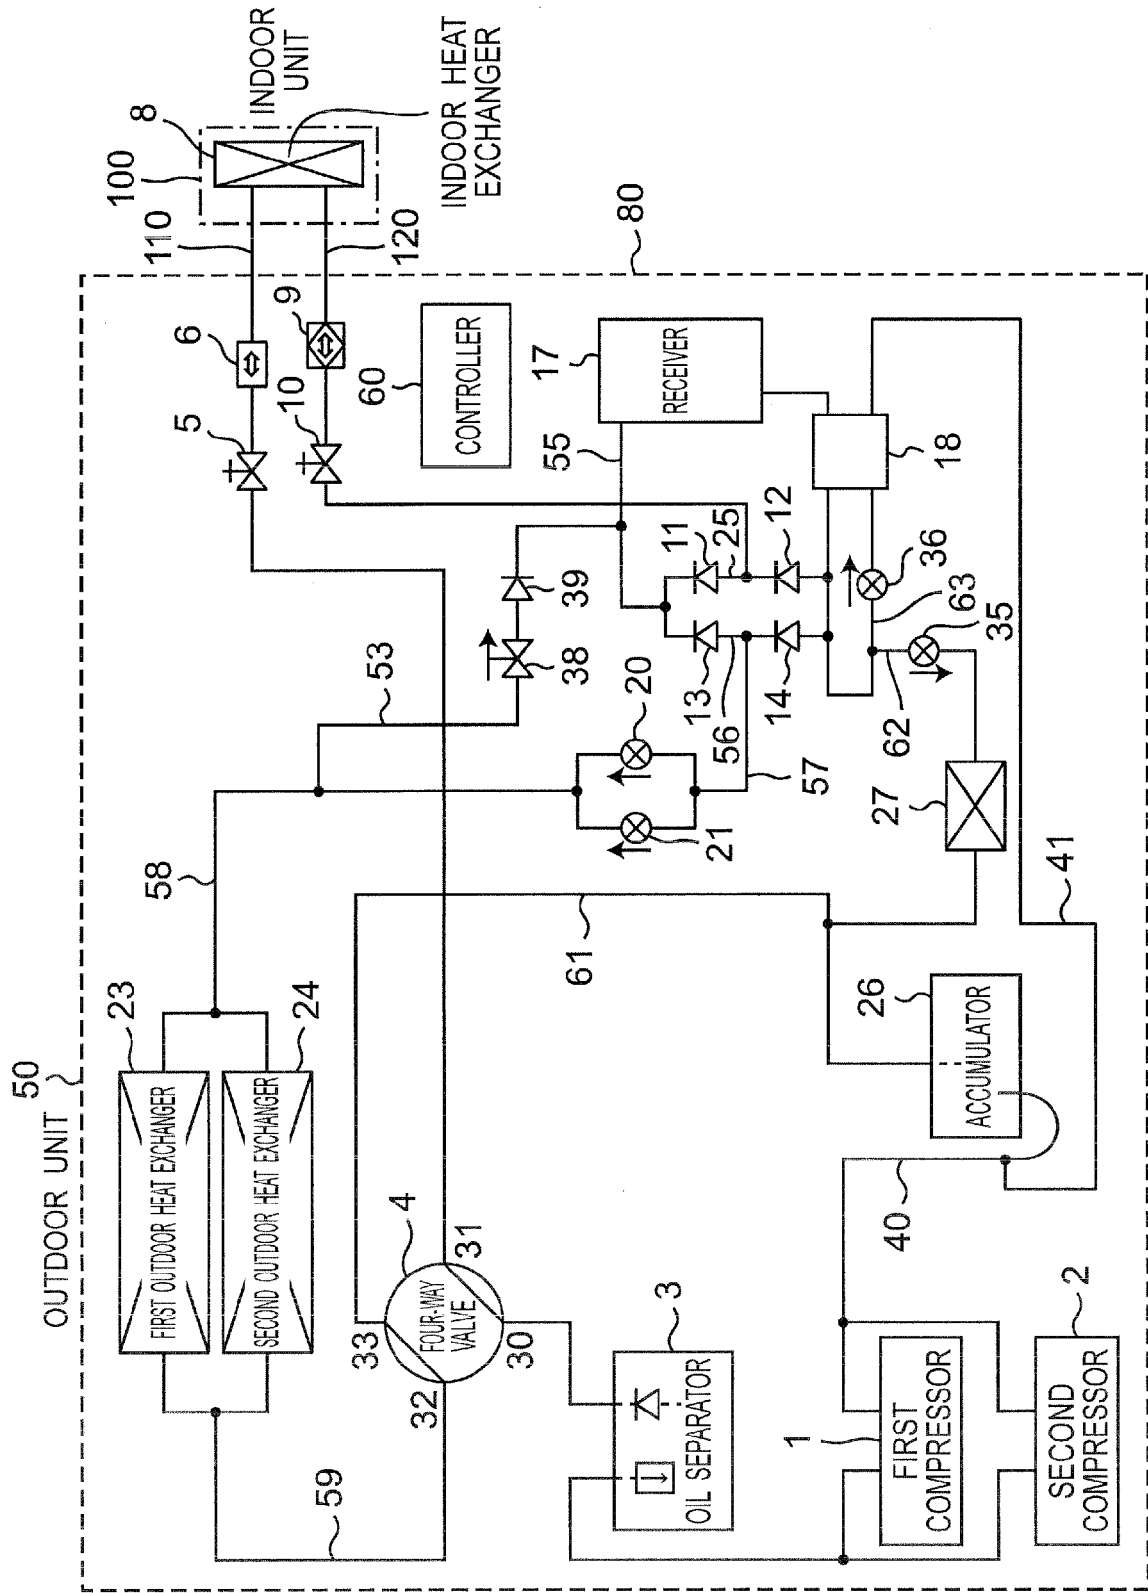 OUTDOOR UNIT
50
INDOOR
UNIT
INDOOR HEAT
EXCHANGER
100
8
110
120
80
6
9
5
10
60
CONTROLLER
17
RECEIVER
55
18
11
25
12
39
38
53
13
56
14
36
63
35
62
20
21
57
27
58
61
41
23
FIRST OUTDOOR HEAT EXCHANGER
24
SECOND OUTDOOR HEAT EXCHANGER
26
ACCUMULATOR
40
4
FOUR-WAY
VALVE
31
33
30
32
3
OIL SEPARATOR
59
1
FIRST
COMPRESSOR
2
SECOND
COMPRESSOR